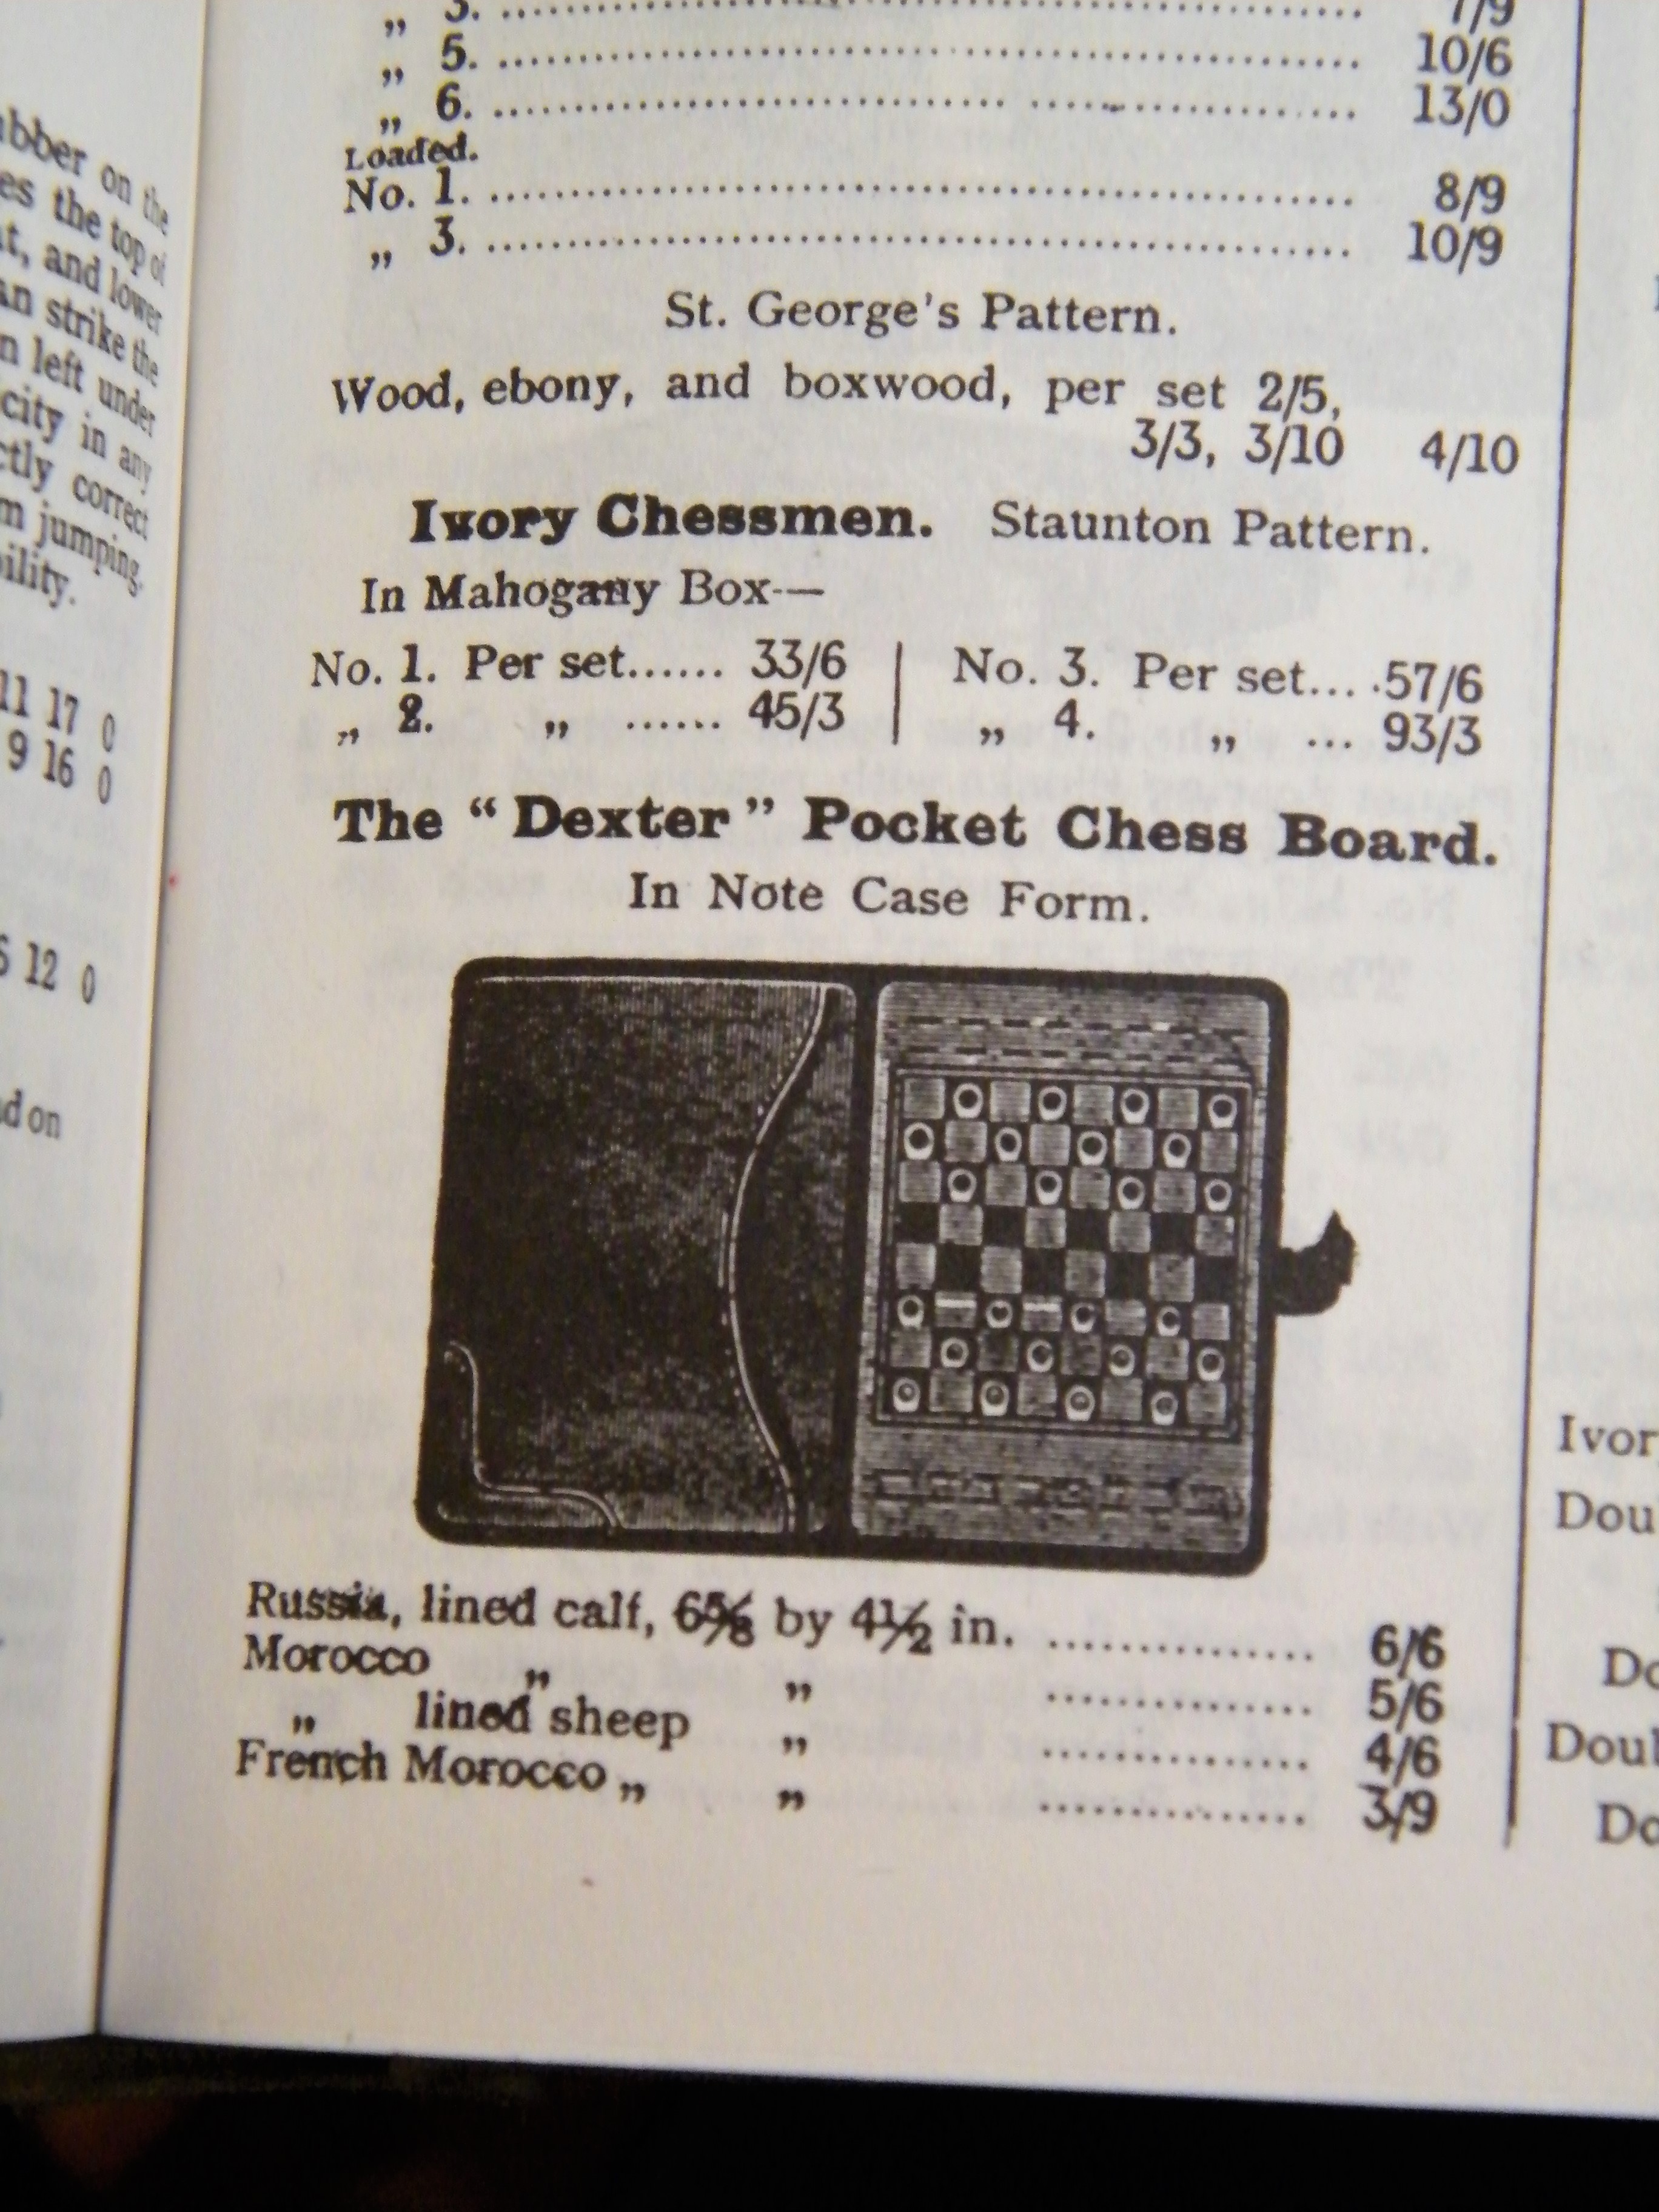 bber on the
es the top of
t, and lower
an strike the
n left under
city in any
ctly correct
m jumping.
ility.
11 17 0
9 16 0
6 12 0
d on
„ 3. ........................ 7/9
„ 5. ........................ 10/6
„ 6. ........................ 13/0
Loaded.
No. 1. ........................ 8/9
„ 3. ........................ 10/9
St. George's Pattern.
Wood, ebony, and boxwood, per set 2/5,
3/3, 3/10 4/10
Ivory Chessmen. Staunton Pattern.
In Mahogany Box—
No. 1. Per set...... 33/6 | No. 3. Per set... 57/6
„ 2. „ ...... 45/3 | „ 4. „ ... 93/3
The "Dexter" Pocket Chess Board.
In Note Case Form.
Russia, lined calf, 6⅝ by 4½ in. ............... 6/6
Morocco „ „ ............... 5/6
„ lined sheep „ ............... 4/6
French Morocco „ „ ............... 3/9
Ivor
Dou
Do
Doul
Do